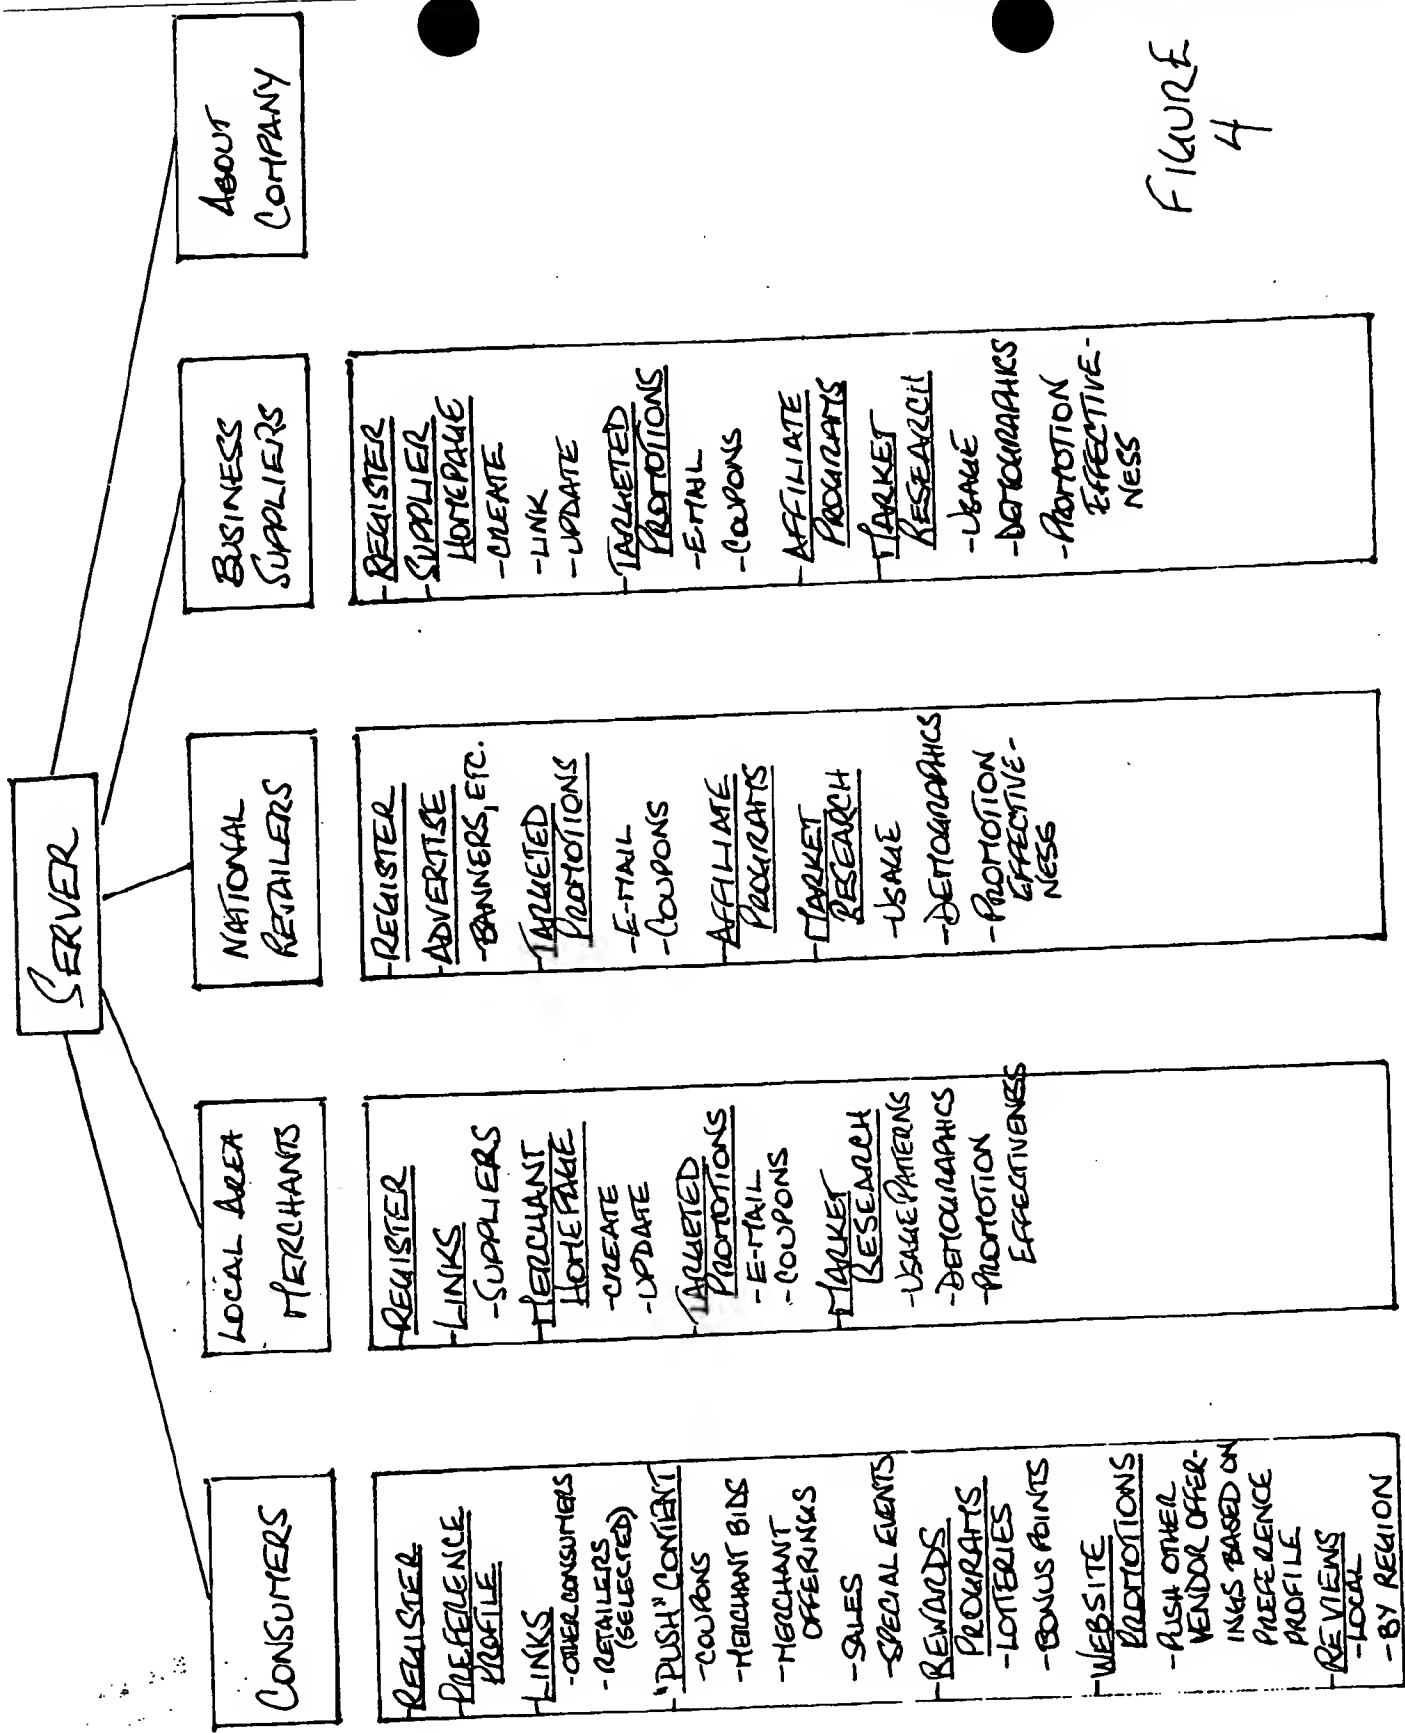 SERVER
CONSUMERS
LOCAL AREA
MERCHANTS
NATIONAL
RETAILERS
BUSINESS
SUPPLIERS
ABOUT
COMPANY
-REGISTER
-PREFERENCE
PROFILE
-LINKS
-OTHER CONSUMERS
-RETAILERS
(SELECTED)
-"PUSH" CONTENT
-COUPONS
-MERCHANT BIDS
-MERCHANT
OFFERINGS
-SALES
-SPECIAL EVENTS
-REWARDS
PROGRAMS
-LOTTERIES
-BONUS POINTS
-WEBSITE
PROMOTIONS
-PUSH OTHER
VENDOR OFFER-
INGS BASED ON
PREFERENCE
PROFILE
-REVIEWS
-LOCAL
-BY REGION
-REGISTER
-LINKS
-SUPPLIERS
-MERCHANT
HOMEPAGE
-CREATE
-UPDATE
-TARGETED
PROMOTIONS
-E-MAIL
-COUPONS
-MARKET
RESEARCH
-USAGE PATERNS
-DEMOGRAPHICS
-PROMOTION
EFFECTIVENESS
-REGISTER
-ADVERTISE
-BANNERS, ETC.
-TARGETED
PROMOTIONS
-E-MAIL
-COUPONS
-AFFILIATE
PROGRAMS
-MARKET
RESEARCH
-USAGE
-DEMOGRAPHICS
-PROMOTION
EFFECTIVE-
NESS
-REGISTER
-SUPPLIER
HOMEPAGE
-CREATE
-LINK
-UPDATE
-TARGETED
PROMOTIONS
-EMAIL
-COUPONS
-AFFILIATE
PROGRAMS
-MARKET
RESEARCH
-USAGE
-DEMOGRAPHICS
-PROMOTION
EFFECTIVE-
NESS
FIGURE
4